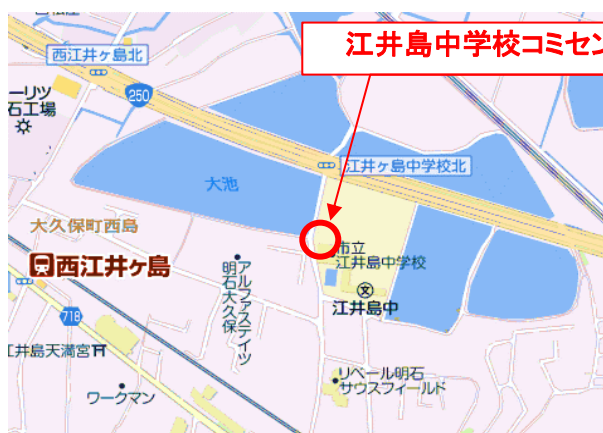 西江井ヶ島北
江井島中学校コミセン
250
ーリツ
石工場
江井ヶ島中学校北
大池
大久保町西島
西江井ヶ島
市立
江井島中学校
アルファステイツ
明石大久保
文
江井島中
718
江井島天満宮
リベール明石
サウスフィールド
ワークマン